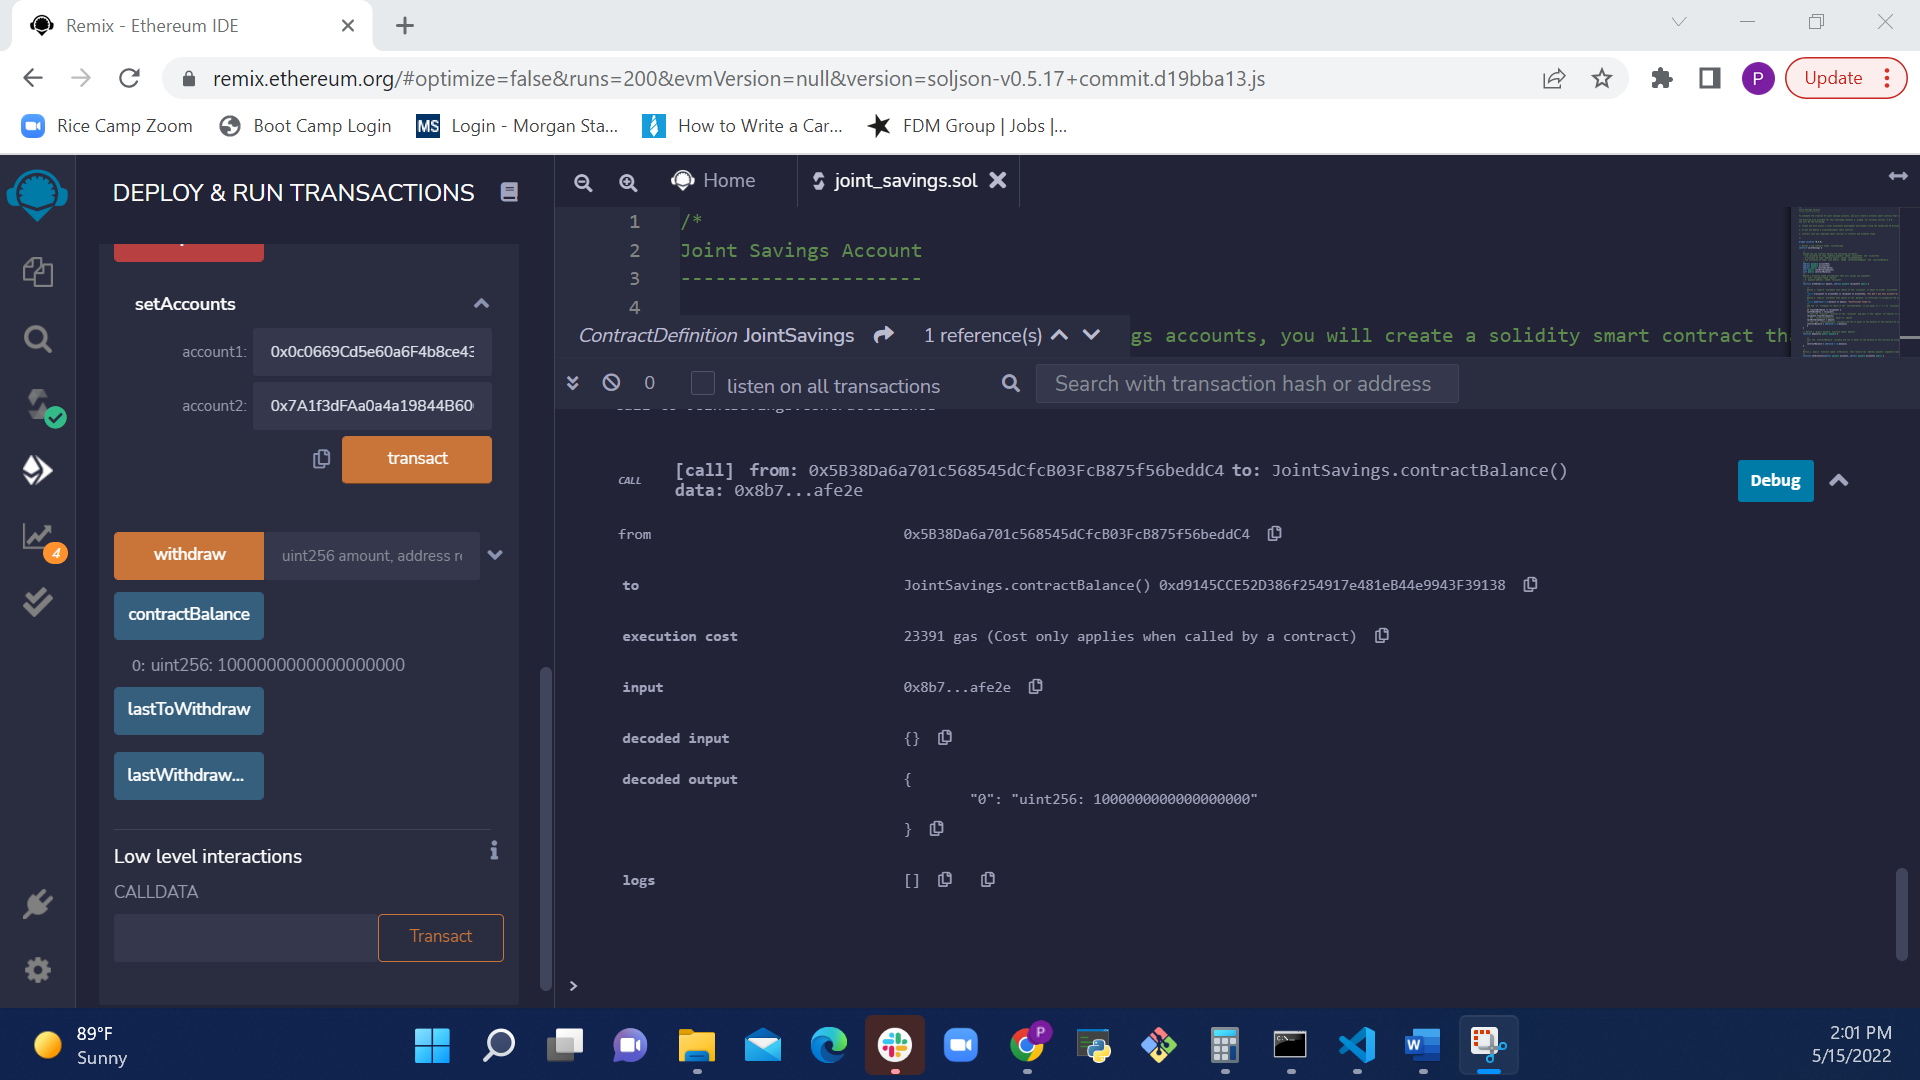 Remix - Ethereum IDE
remix.ethereum.org/#optimize=false&runs=200&evmVersion=null&version=soljson-v0.5.17+commit.d19bba13.js
P
Update
Rice Camp Zoom
Boot Camp Login
MS
Login - Morgan Sta...
How to Write a Car...
FDM Group | Jobs |...
DEPLOY & RUN TRANSACTIONS
setAccounts
account1:
0x0c0669Cd5e60a6F4b8ce43
account2:
0x7A1f3dFAa0a4a19844B60
transact
withdraw
uint256 amount, address re
contractBalance
0: uint256: 1000000000000000000
lastToWithdraw
lastWithdraw...
Low level interactions
i
CALLDATA
Transact
4
Home
joint_savings.sol
1 /*
2 Joint Savings Account
3 ---------------------
4
ContractDefinition JointSavings
1 reference(s)
gs accounts, you will create a solidity smart contract th
0
listen on all transactions
Search with transaction hash or address
CALL
[call] from: 0x5B38Da6a701c568545dCfcB03FcB875f56beddC4 to: JointSavings.contractBalance()
data: 0x8b7...afe2e
Debug
from 0x5B38Da6a701c568545dCfcB03FcB875f56beddC4
to JointSavings.contractBalance() 0xd9145CCE52D386f254917e481eB44e9943F39138
execution cost 23391 gas (Cost only applies when called by a contract)
input 0x8b7...afe2e
decoded input {}
decoded output {
"0": "uint256: 1000000000000000000"
}
logs []
>
89°F
Sunny
P
2:01 PM
5/15/2022